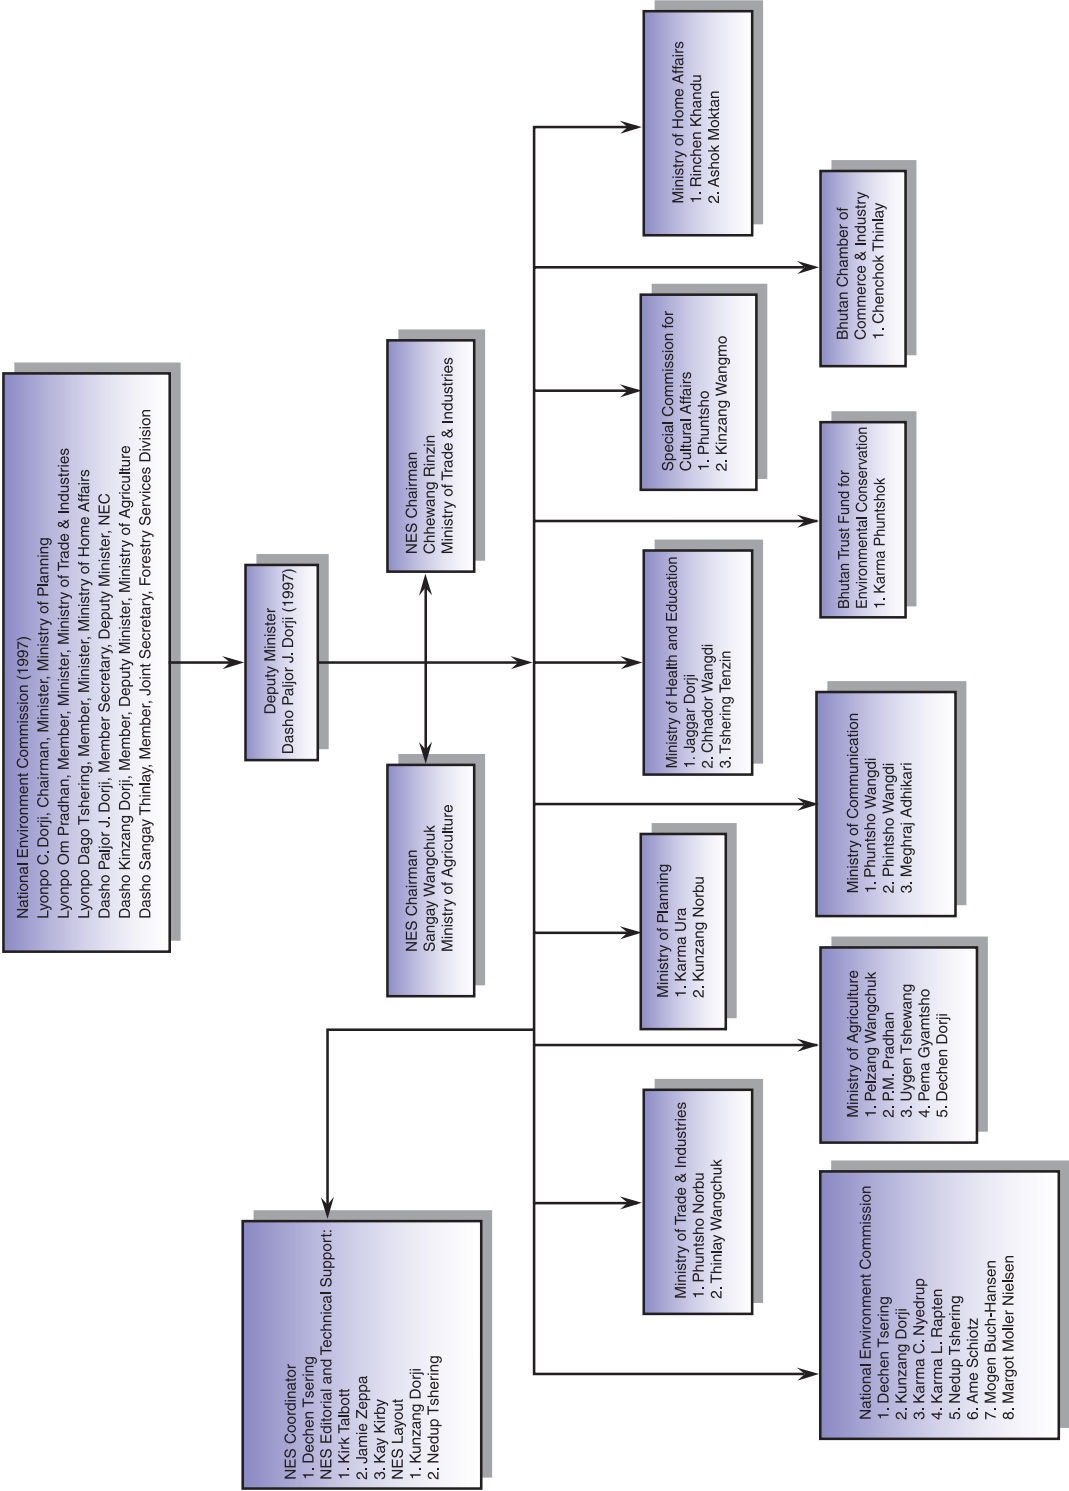 National Environment Commission (1997)
Lyonpo C. Dorji, Chairman, Minister, Ministry of Planning
Lyonpo Om Pradhan, Member, Minister, Ministry of Trade & Industries
Lyonpo Dago Tshering, Member, Minister, Ministry of Home Affairs
Dasho Paljor J. Dorji, Member Secretary, Deputy Minister, NEC
Dasho Kinzang Dorji, Member, Deputy Minister, Ministry of Agriculture
Dasho Sangay Thinlay, Member, Joint Secretary, Forestry Services Division
Deputy Minister
Dasho Paljor J. Dorji (1997)
NES Chairman
Sangay Wangchuk
Ministry of Agriculture
NES Chairman
Chhewang Rinzin
Ministry of Trade & Industries
NES Coordinator
1. Dechen Tsering
NES Editorial and Technical Support:
1. Kirk Talbott
2. Jamie Zeppa
3. Kay Kirby
NES Layout
1. Kunzang Dorji
2. Nedup Tshering
Ministry of Trade & Industries
1. Phuntsho Norbu
2. Thinlay Wangchuk
Ministry of Planning
1. Karma Ura
2. Kunzang Norbu
Ministry of Health and Education
1. Jaggar Dorji
2. Chhador Wangdi
3. Tshering Tenzin
Special Commission for
Cultural Affairs
1. Phuntsho
2. Kinzang Wangmo
Ministry of Home Affairs
1. Rinchen Khandu
2. Ashok Moktan
National Environment Commission
1. Dechen Tsering
2. Kunzang Dorji
3. Karma C. Nyedrup
4. Karma L. Rapten
5. Nedup Tshering
6. Arne Schiotz
7. Mogen Buch-Hansen
8. Margot Moller Nielsen
Ministry of Agriculture
1. Pelzang Wangchuk
2. P.M. Pradhan
3. Uygen Tshewang
4. Pema Gyamtsho
5. Dechen Dorji
Ministry of Communication
1. Phuntsho Wangdi
2. Phintsho Wangdi
3. Meghraj Adhikari
Bhutan Trust Fund for
Environmental Conservation
1. Karma Phuntshok
Bhutan Chamber of
Commerce & Industry
1. Chenchok Thinlay